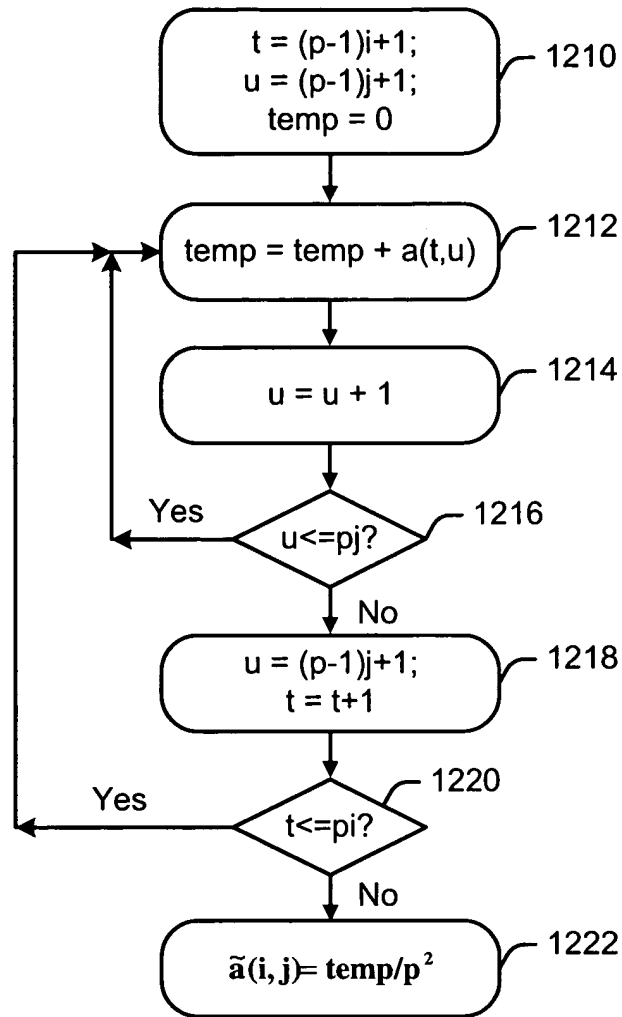 t = (p-1)i+1;
u = (p-1)j+1;
temp = 0
1210
temp = temp + a(t,u)
1212
u = u + 1
1214
u<=pj?
1216
Yes
No
u = (p-1)j+1;
t = t+1
1218
t<=pi?
1220
Yes
No
ã(i, j)= temp/p²
1222